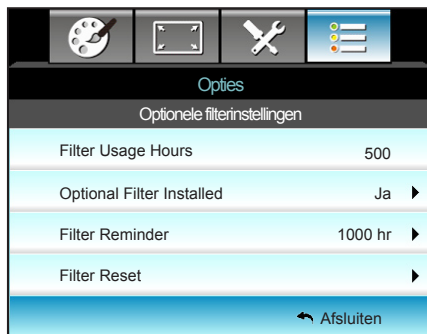 Opties
Optionele filterinstellingen
Filter Usage Hours 500
Optional Filter Installed Ja
Filter Reminder 1000 hr
Filter Reset
Afsluiten